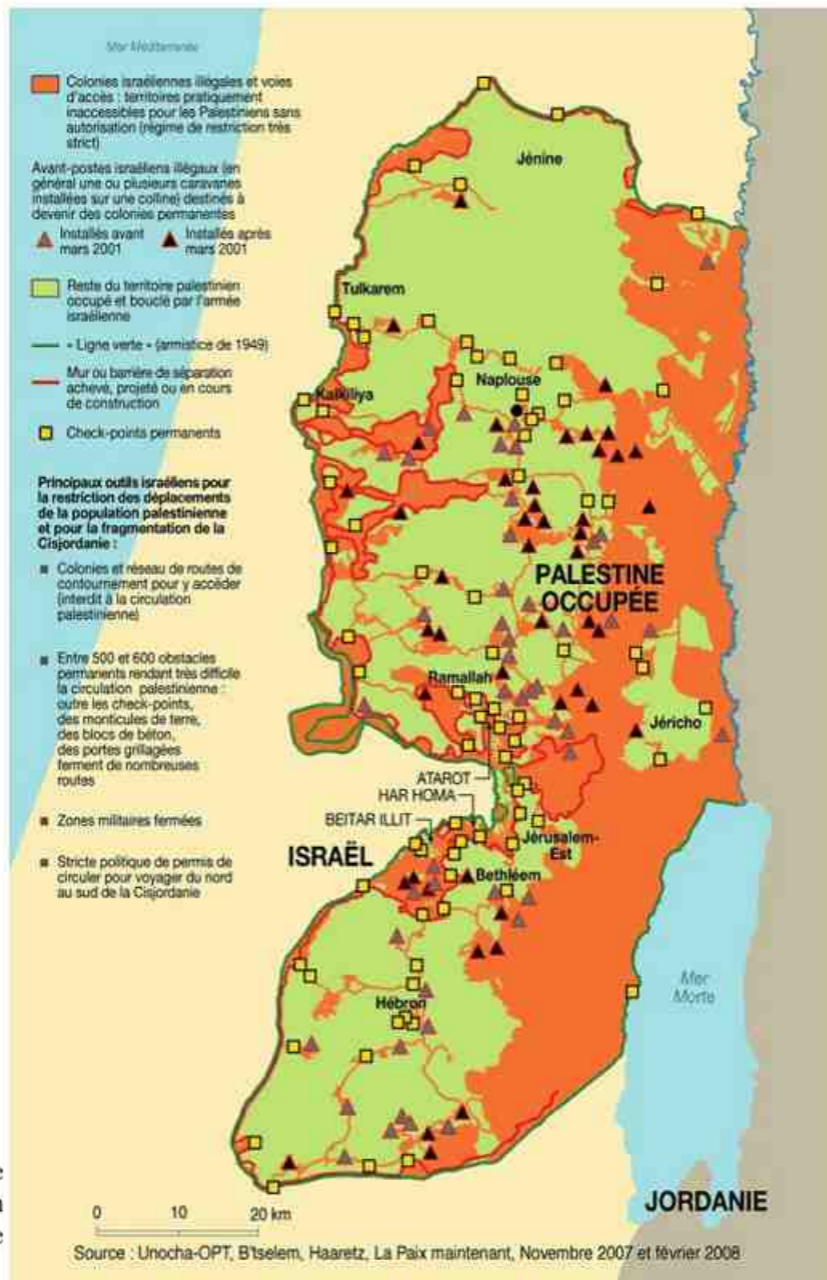 Mer Méditerranée
Colonies israéliennes illégales et voies
d'accès : territoires pratiquement
inaccessibles pour les Palestiniens sans
autorisation (régime de restriction très
strict)
Avant-postes israéliens illégaux (en
général une ou plusieurs caravanes
installées sur une colline) destinés à
devenir des colonies permanentes
Installés avant
mars 2001
Installés après
mars 2001
Reste du territoire palestinien
occupé et bouclé par l'armée
israélienne
« Ligne verte » (armistice de 1949)
Mur ou barrière de séparation
achevé, projeté ou en cours
de construction
Check-points permanents
Principaux outils israéliens pour
la restriction des déplacements
de la population palestinienne
et pour la fragmentation de la
Cisjordanie :
Colonies et réseau de routes de
contournement pour y accéder
(interdit à la circulation
palestinienne)
Entre 500 et 600 obstacles
permanents rendant très difficile
la circulation palestinienne :
outre les check-points,
des monticules de terre,
des blocs de béton,
des portes grillagées
ferment de nombreuses
routes
Zones militaires fermées
Stricte politique de permis de
circuler pour voyager du nord
au sud de la Cisjordanie
Jénine
Tulkarem
Naplouse
Kalkiliya
PALESTINE
OCCUPÉE
Ramallah
Jéricho
ATAROT
HAR HOMA
BEITAR ILLIT
ISRAËL
Jérusalem-
Est
Bethléem
Mer
Morte
Hébron
JORDANIE
0 10 20 km
Source : Unocha-OPT, B'tselem, Haaretz, La Paix maintenant, Novembre 2007 et février 2008